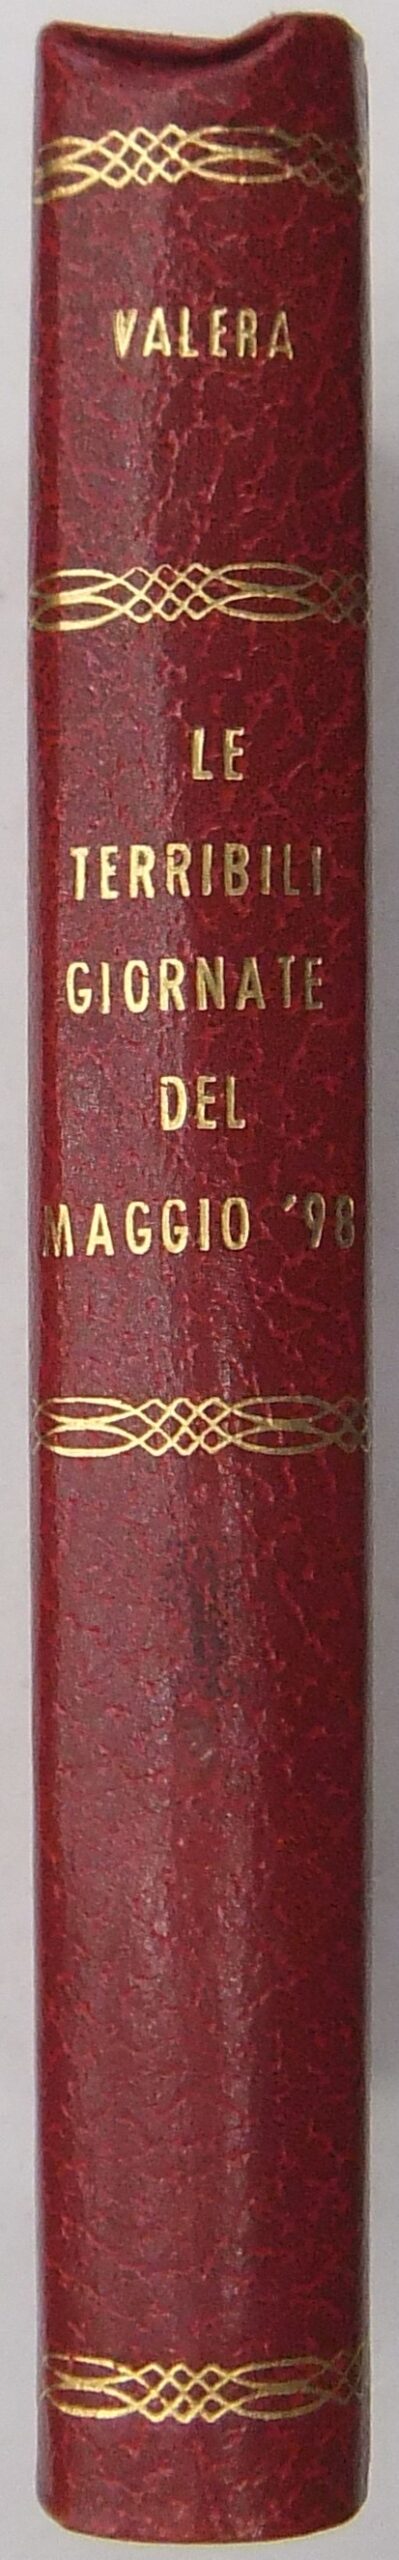 VALERA
LE
TERRIBILI
GIORNATE
DEL
MAGGIO '98